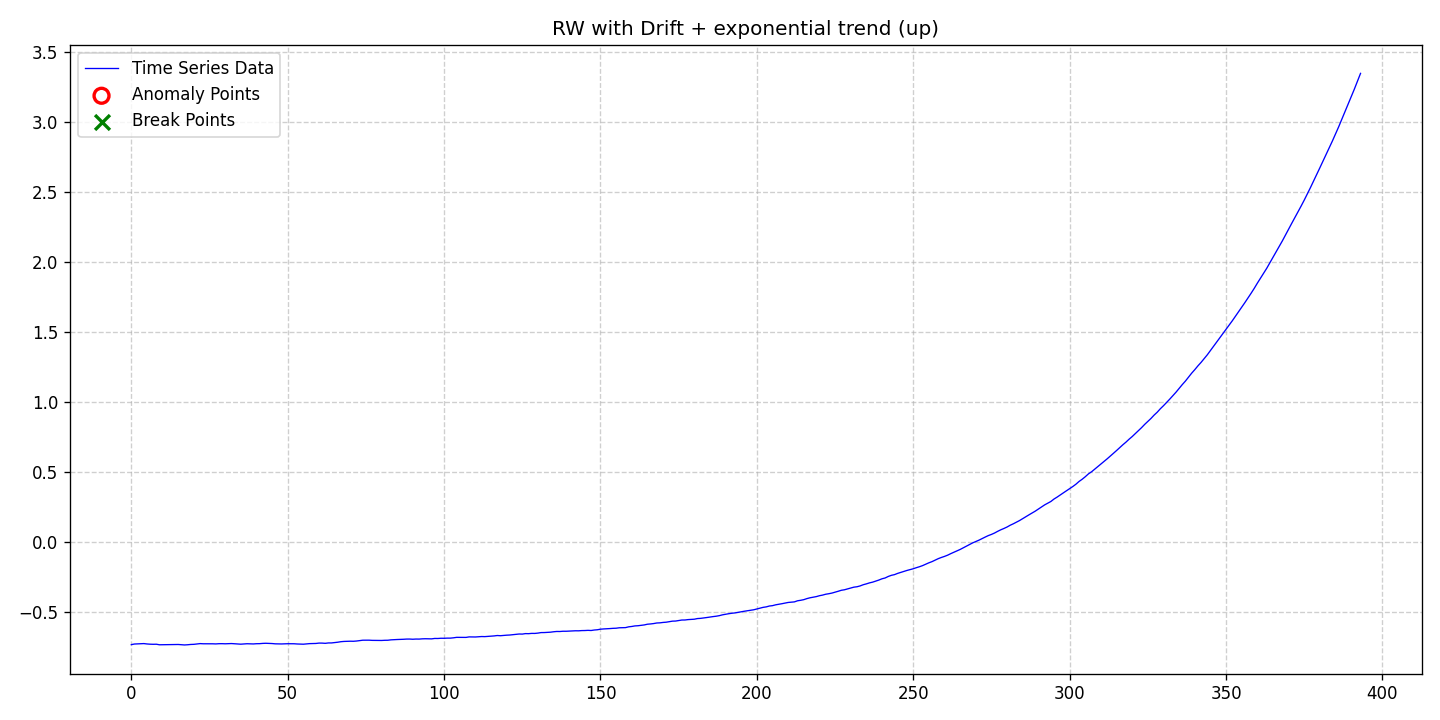 RW with Drift + exponential trend (up)
3.5
3.0
2.5
2.0
1.5
1.0
0.5
0.0
−0.5
Time Series Data
Anomaly Points
Break Points
0 50 100 150 200 250 300 350 400